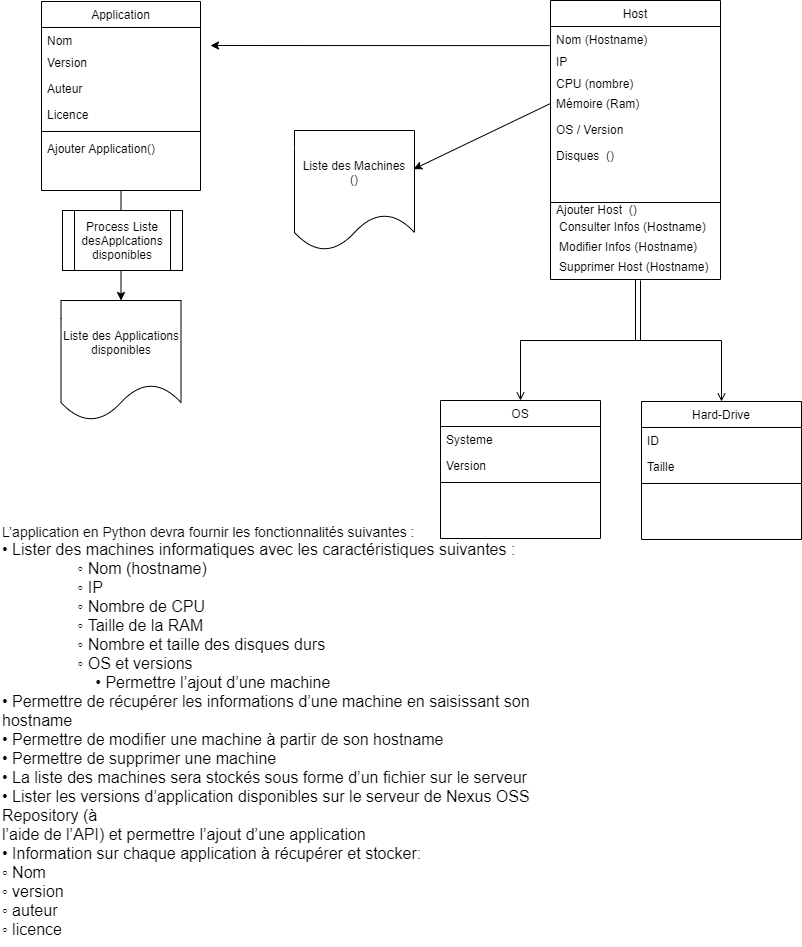 Application
Nom
Version
Auteur
Licence
Ajouter Application()
Process Liste
desApplcations
disponibles
Liste des Applications
disponibles
Liste des Machines
()
Host
Nom (Hostname)
IP
CPU (nombre)
Mémoire (Ram)
OS / Version
Disques ()
Ajouter Host ()
Consulter Infos (Hostname)
Modifier Infos (Hostname)
Supprimer Host (Hostname)
OS
Systeme
Version
Hard-Drive
ID
Taille
L'application en Python devra fournir les fonctionnalités suivantes :
• Lister des machines informatiques avec les caractéristiques suivantes :
◦ Nom (hostname)
◦ IP
◦ Nombre de CPU
◦ Taille de la RAM
◦ Nombre et taille des disques durs
◦ OS et versions
• Permettre l'ajout d'une machine
• Permettre de récupérer les informations d'une machine en saisissant son
hostname
• Permettre de modifier une machine à partir de son hostname
• Permettre de supprimer une machine
• La liste des machines sera stockés sous forme d'un fichier sur le serveur
• Lister les versions d'application disponibles sur le serveur de Nexus OSS
Repository (à
l'aide de l'API) et permettre l'ajout d'une application
• Information sur chaque application à récupérer et stocker:
◦ Nom
◦ version
◦ auteur
◦ licence